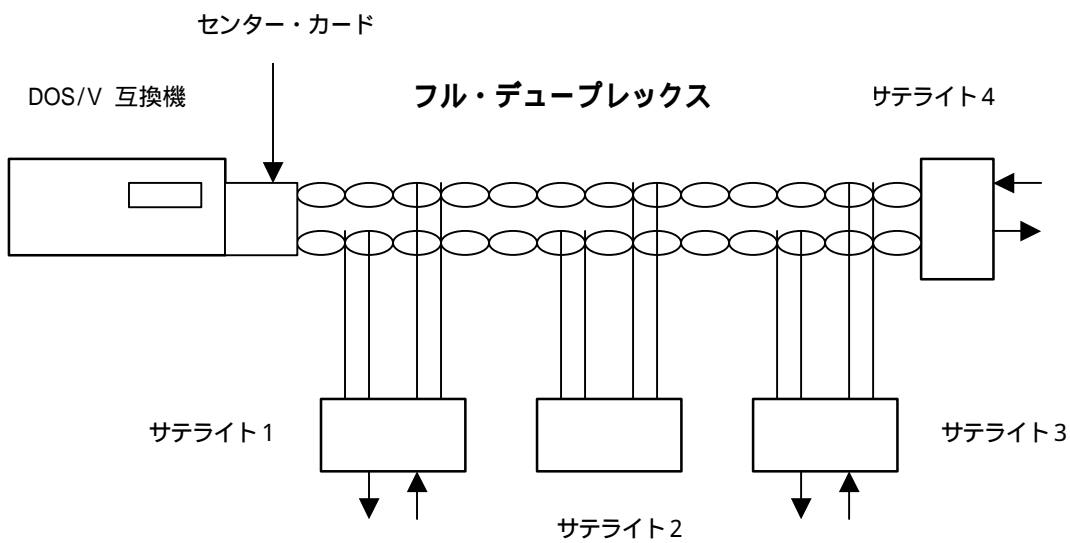 センター・カード
DOS/V 互換機
フル・デュープレックス
サテライト4
サテライト1
サテライト3
サテライト2